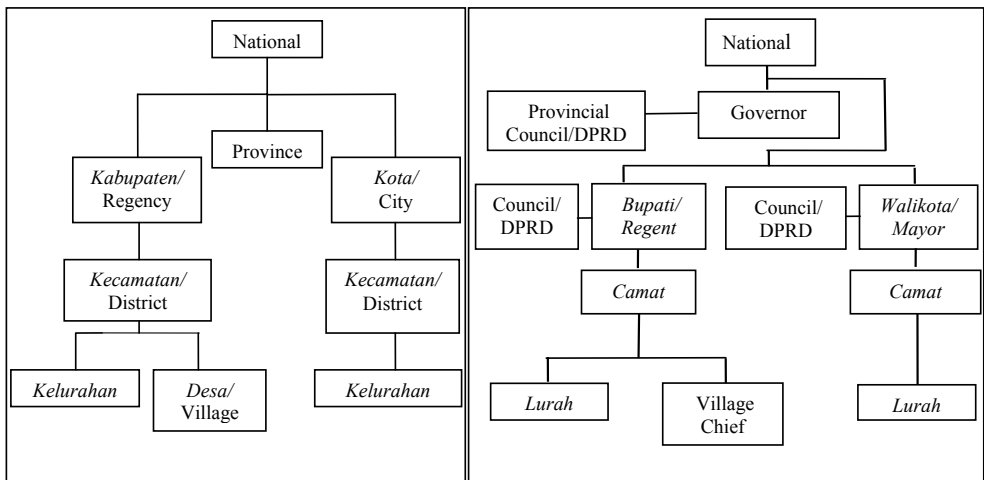 National
Province
Kabupaten/
Regency
Kota/
City
Kecamatan/
District
Kecamatan/
District
Kelurahan
Desa/
Village
Kelurahan
National
Governor
Provincial
Council/DPRD
Council/
DPRD
Bupati/
Regent
Council/
DPRD
Walikota/
Mayor
Camat
Camat
Lurah
Village
Chief
Lurah